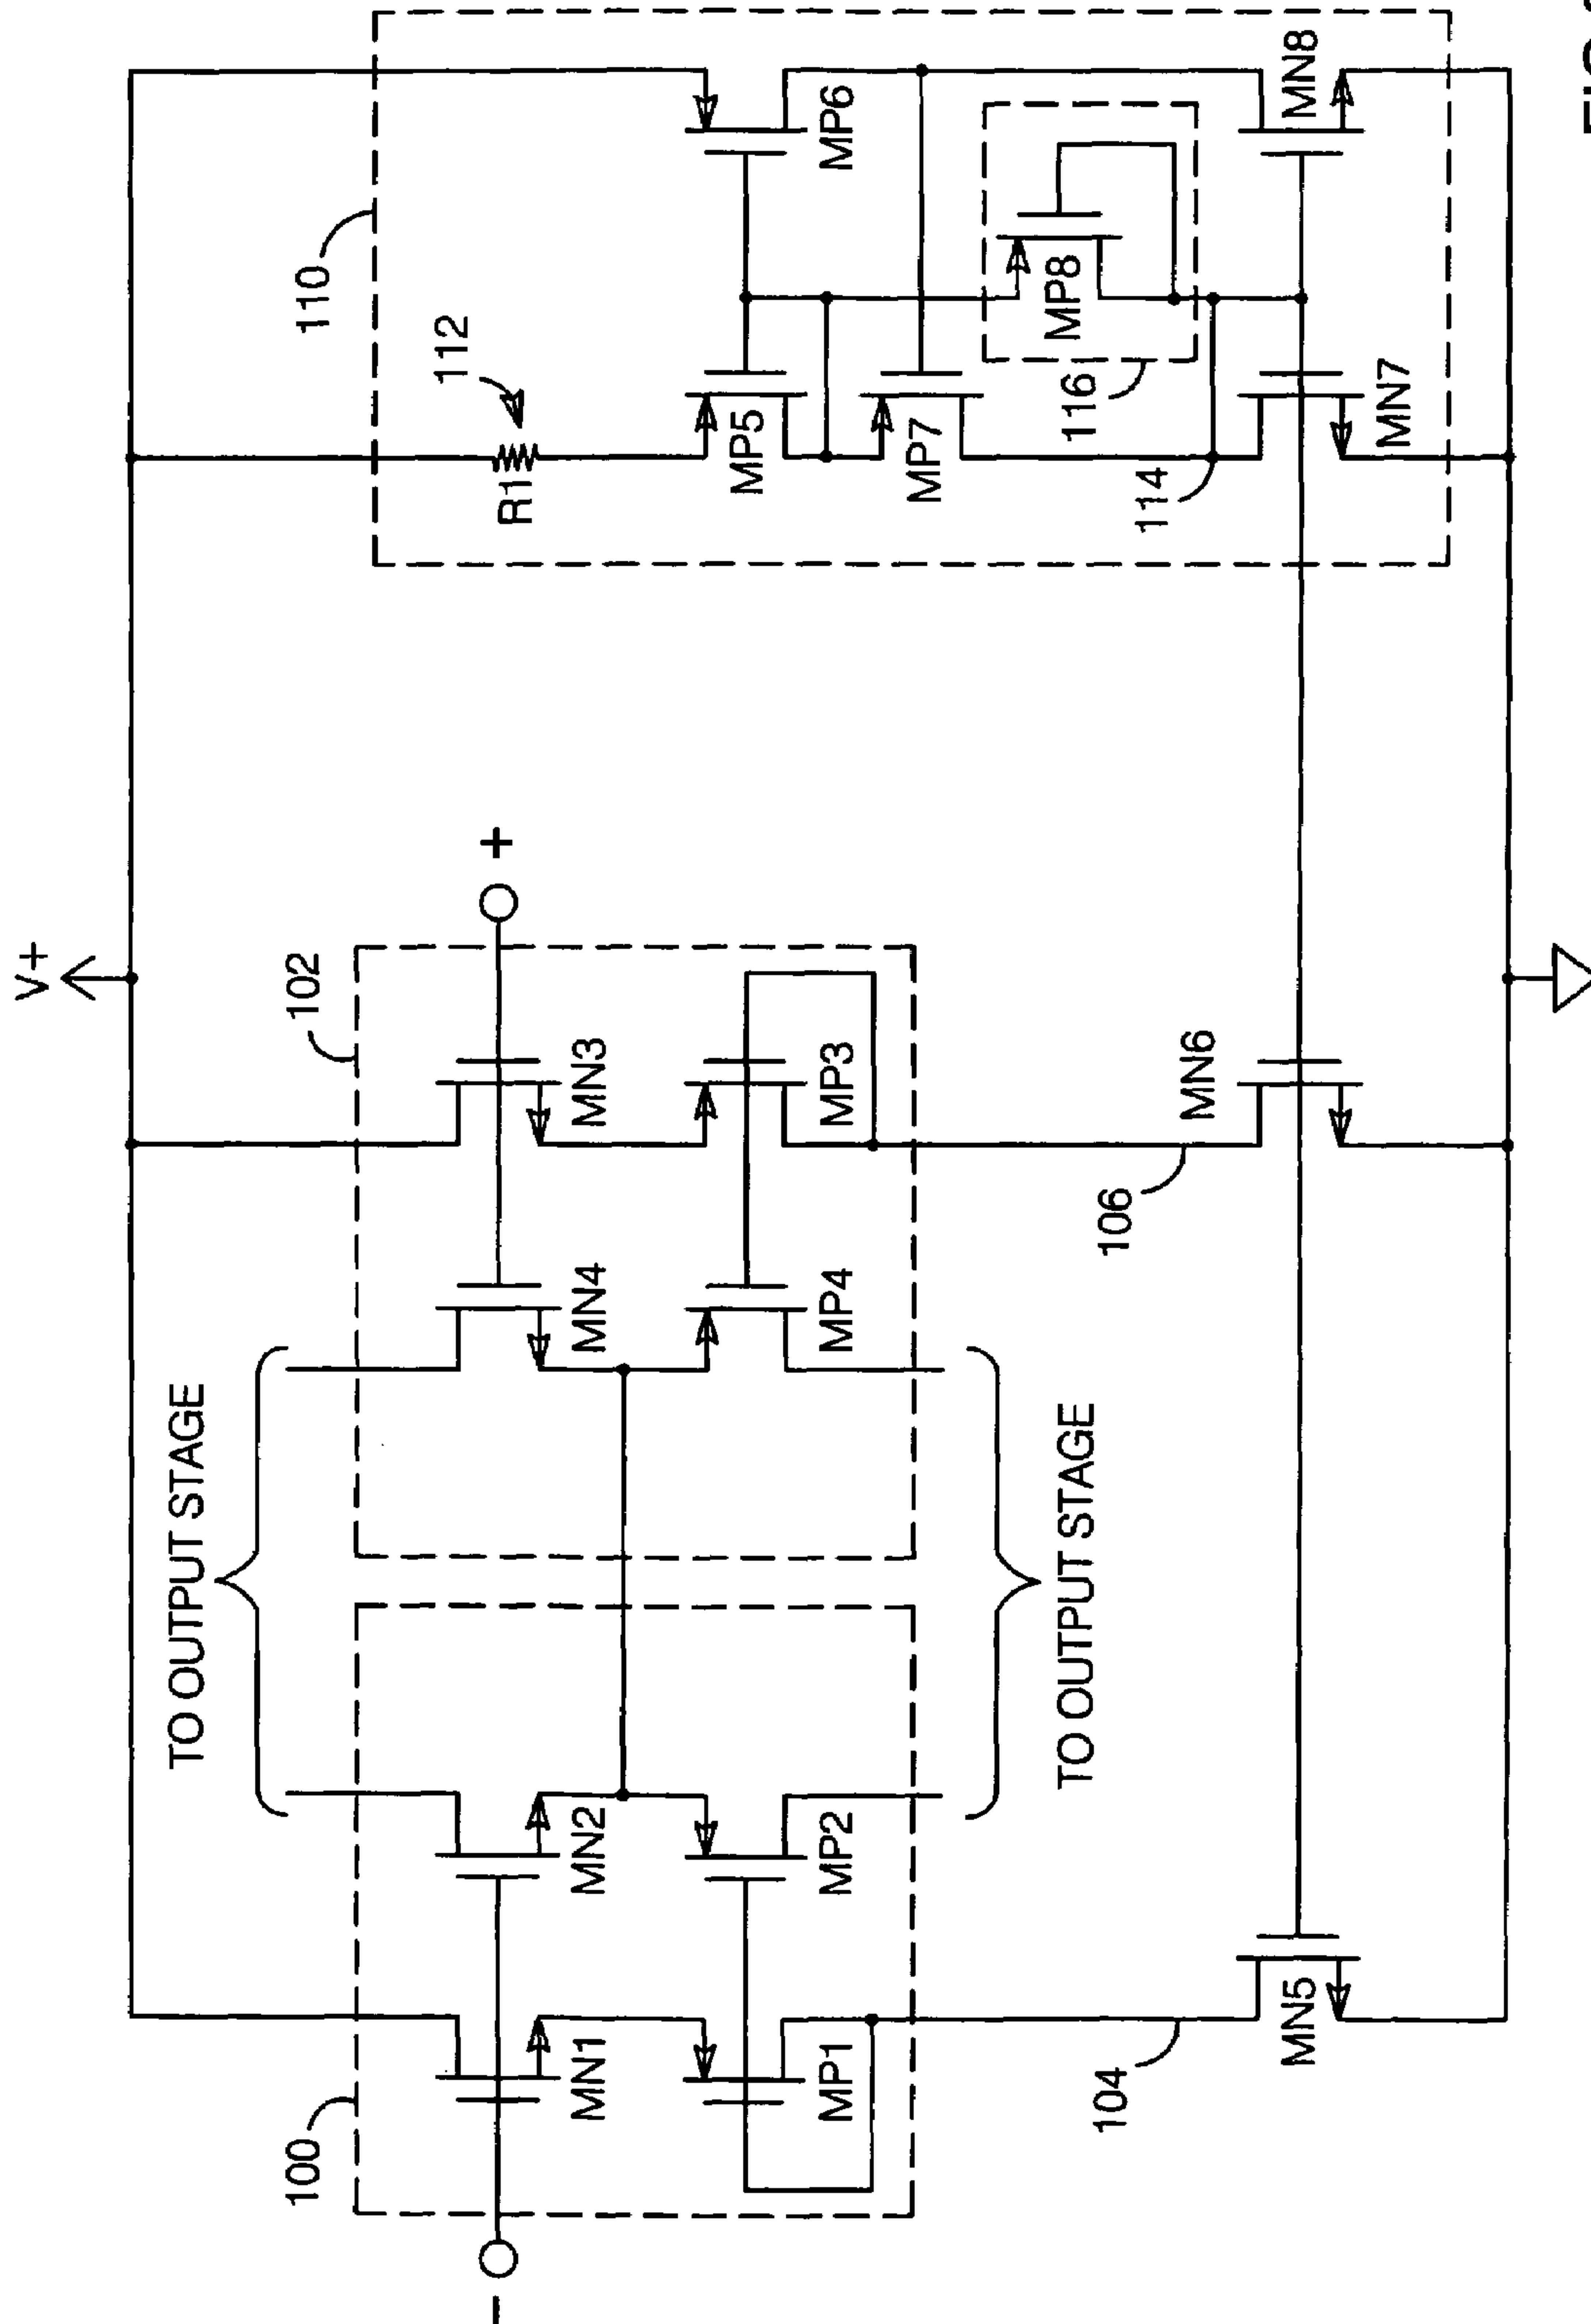 V+
100
TO OUTPUT STAGE
102
110
-
+
112
R1
MN1
MN2
MN4
MN3
MP1
MP2
MP4
MP3
MP5
MP6
MP7
TO OUTPUT STAGE
116
MP8
104
106
114
MN5
MN6
MN7
MN8